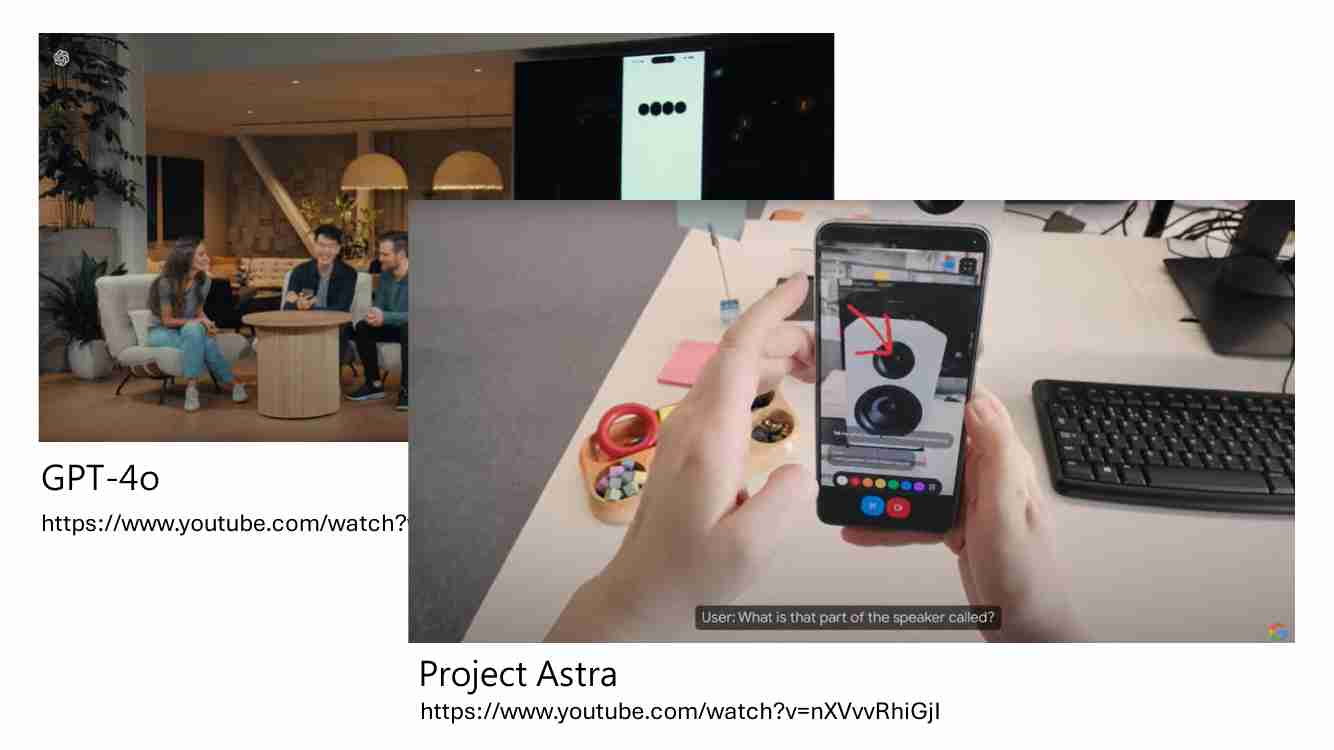 GPT-4o
https://www.youtube.com/watch?
User: What is that part of the speaker called?
Project Astra
https://www.youtube.com/watch?v=nXVvvRhiGjI